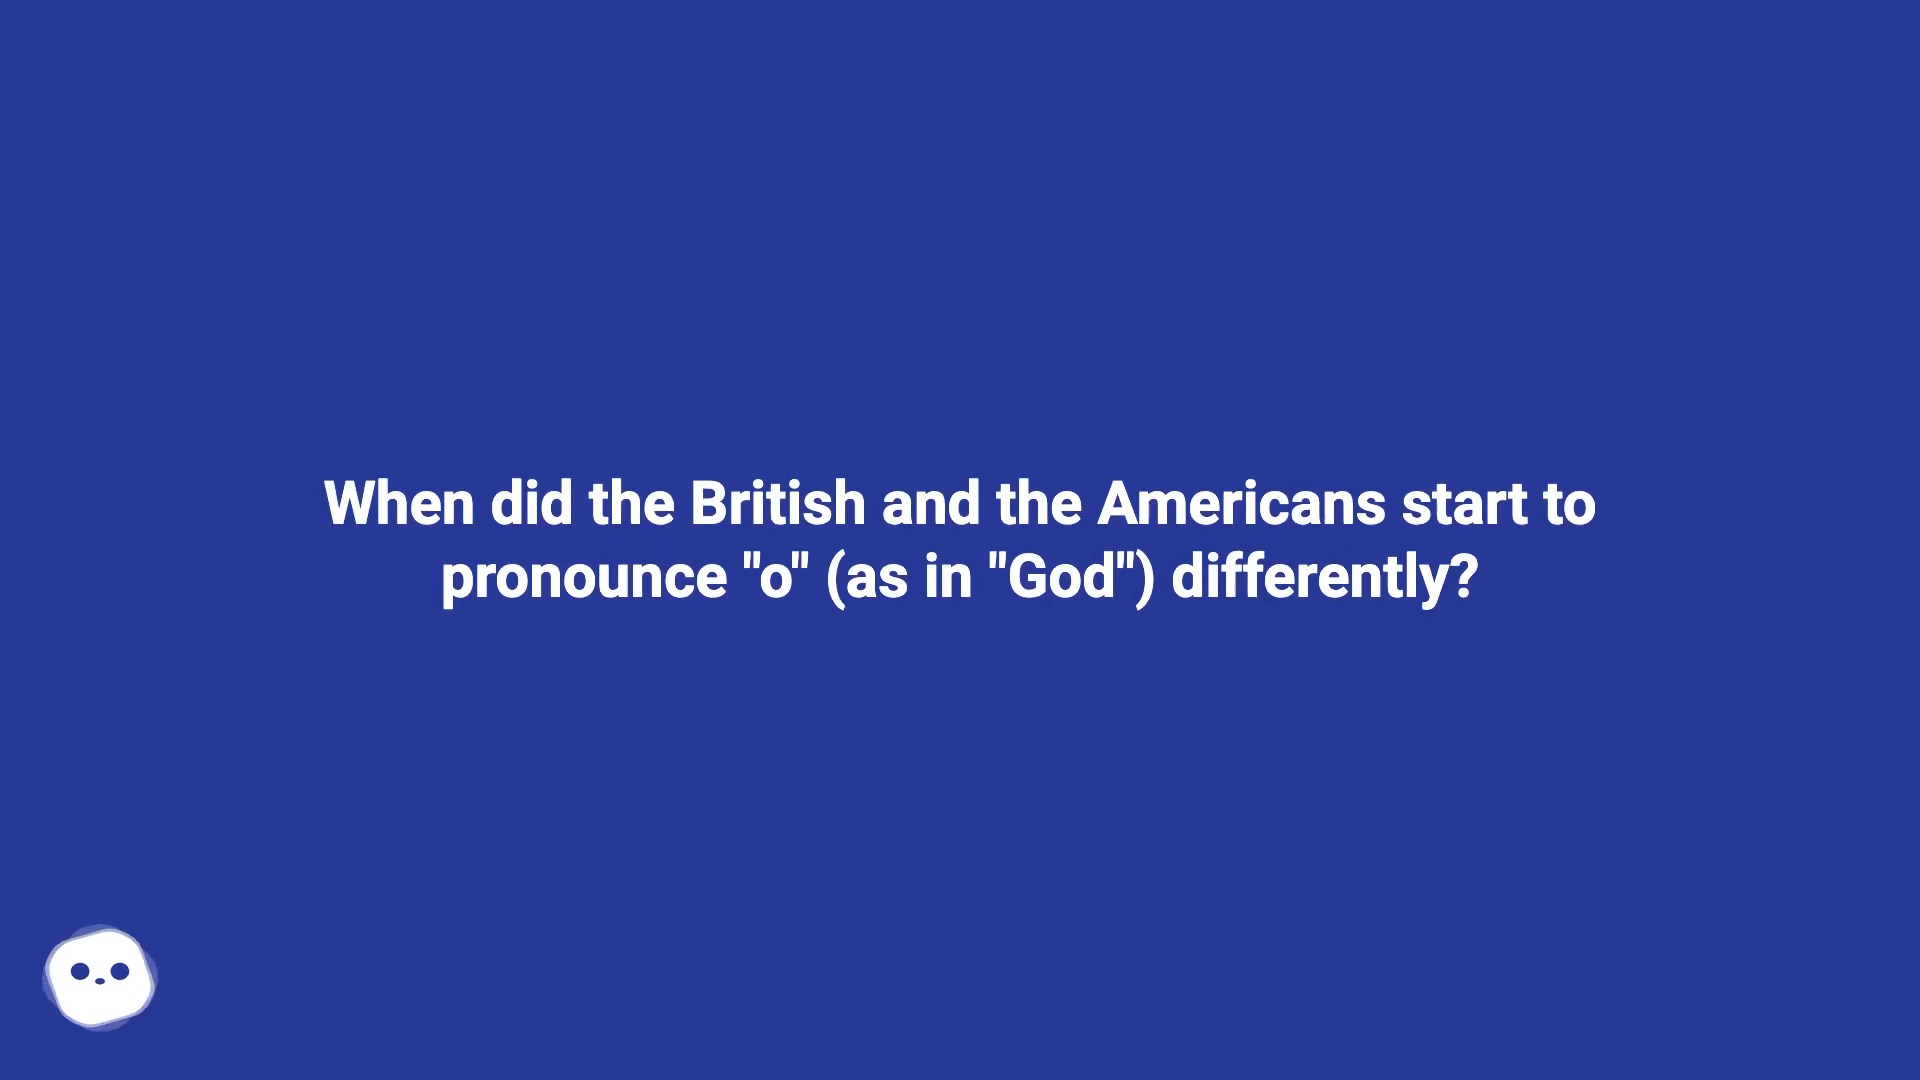 When did the British and the Americans start to
pronounce "o" (as in "God") differently?